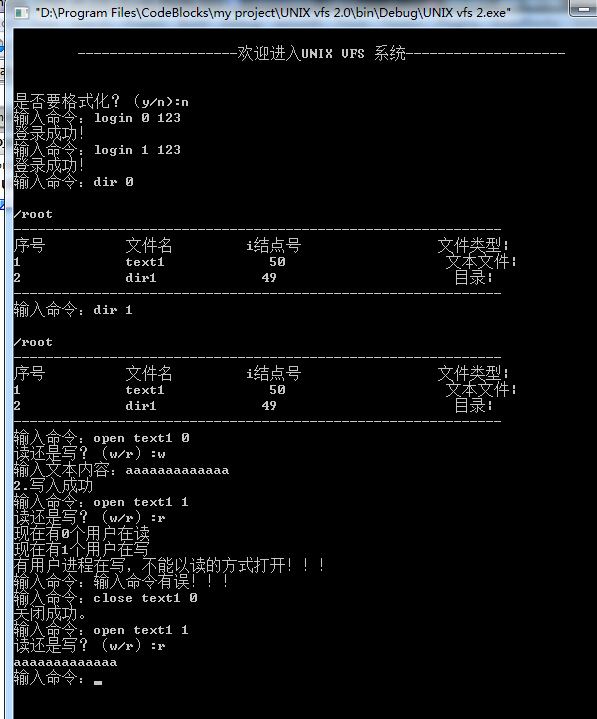 "D:\Program Files\CodeBlocks\my project\UNIX vfs 2.0\bin\Debug\UNIX vfs 2.exe"
--------------------欢迎进入UNIX VFS 系统--------------------
是否要格式化？（y/n）:n
输入命令：login 0 123
登录成功！
输入命令：login 1 123
登录成功！
输入命令：dir 0
/root
-------------------------------------------------------------
序号 文件名 i结点号 文件类型¦
1 text1 50 文本文件¦
2 dir1 49 目录¦
-------------------------------------------------------------
输入命令：dir 1
/root
-------------------------------------------------------------
序号 文件名 i结点号 文件类型¦
1 text1 50 文本文件¦
2 dir1 49 目录¦
-------------------------------------------------------------
输入命令：open text1 0
读还是写？（w/r）:w
输入文本内容：aaaaaaaaaaaaa
2.写入成功
输入命令：open text1 1
读还是写？（w/r）:r
现在有0个用户在读
现在有1个用户在写
有用户进程在写，不能以读的方式打开！！！
输入命令：输入命令有误！！！
输入命令：close text1 0
关闭成功。
输入命令：open text1 1
读还是写？（w/r）:r
aaaaaaaaaaaaa
输入命令：